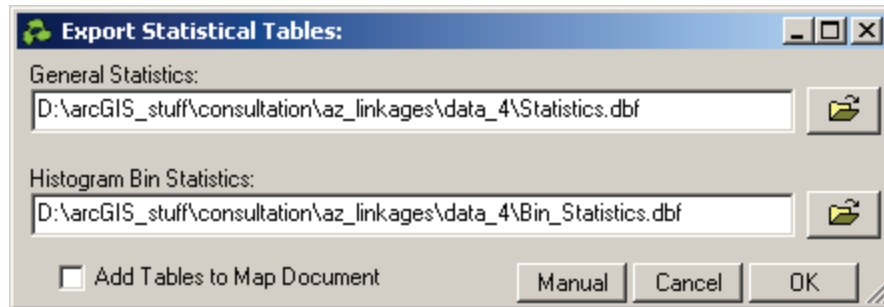 Export Statistical Tables:
General Statistics:
D:\arcGIS_stuff\consultation\az_linkages\data_4\Statistics.dbf
Histogram Bin Statistics:
D:\arcGIS_stuff\consultation\az_linkages\data_4\Bin_Statistics.dbf
Add Tables to Map Document Manual Cancel OK